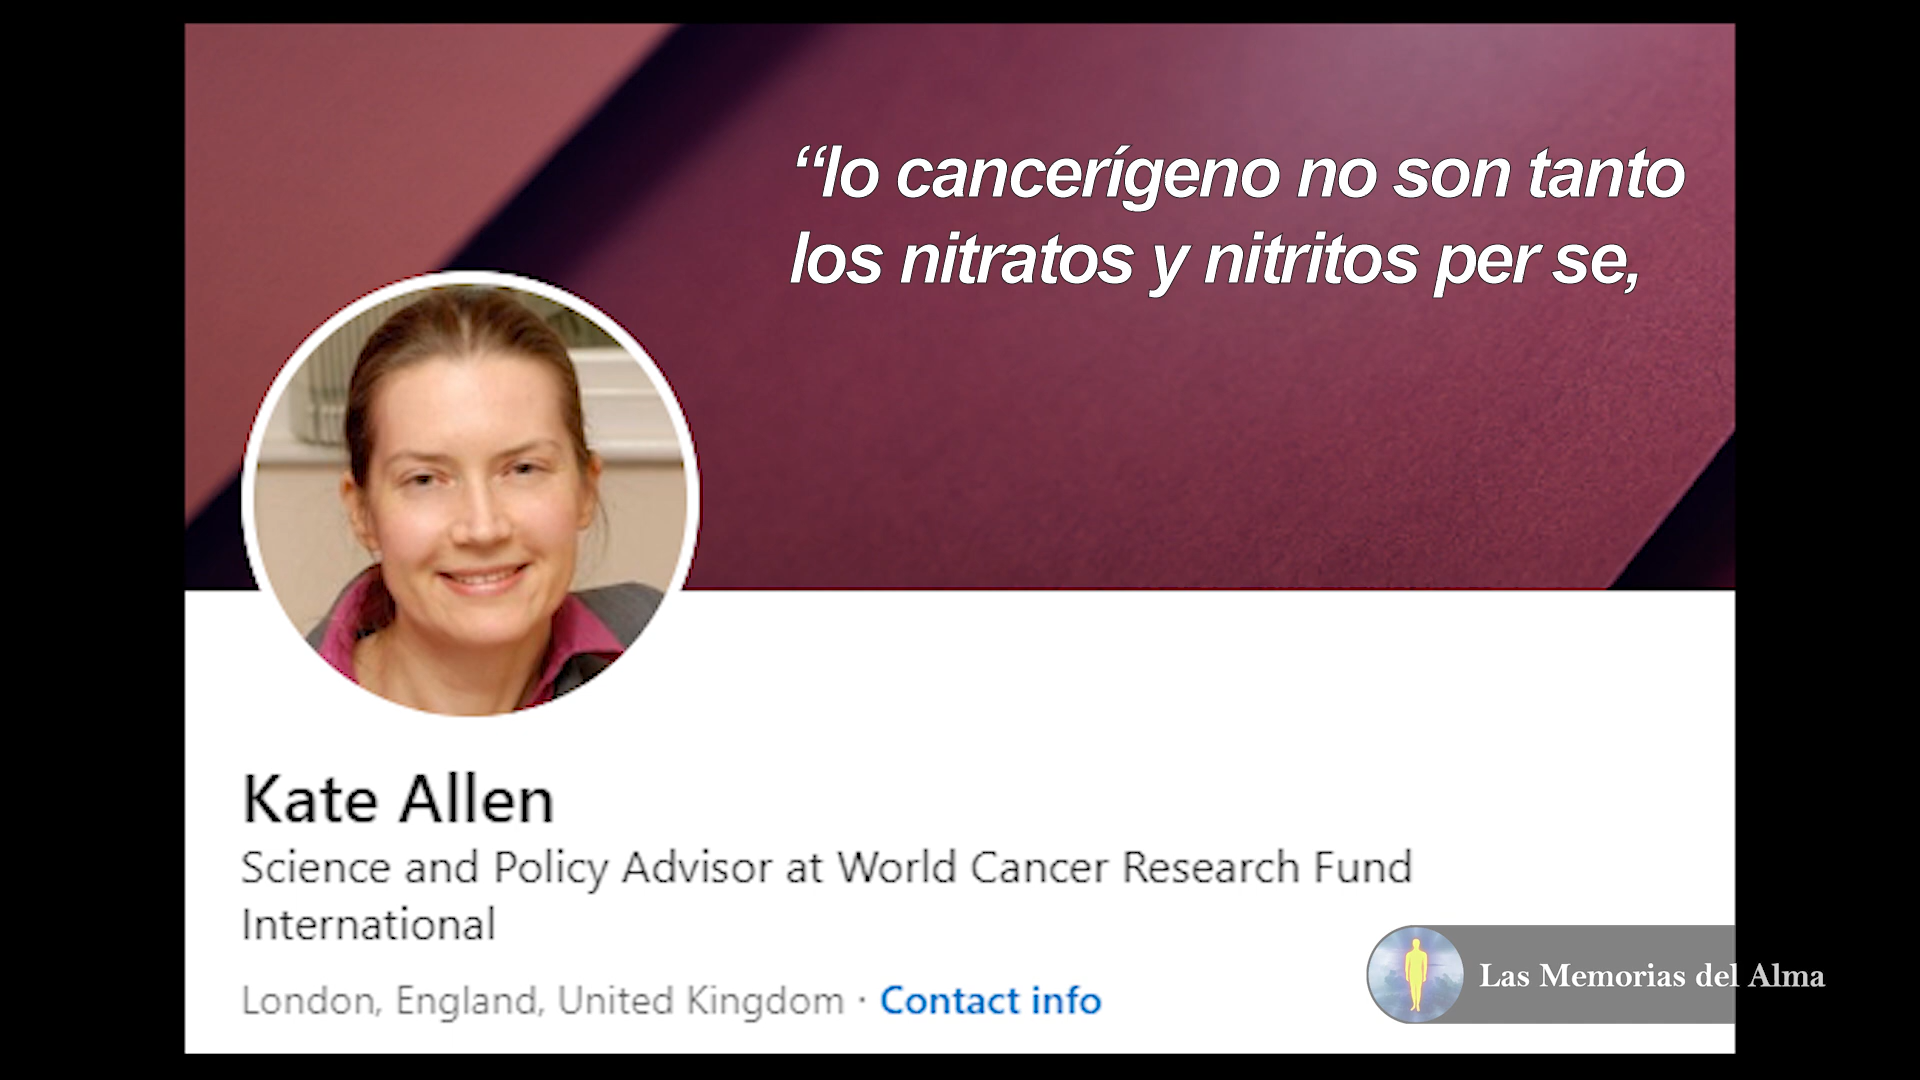 “lo cancerígeno no son tanto
los nitratos y nitritos per se,
Kate Allen
Science and Policy Advisor at World Cancer Research Fund
International
London, England, United Kingdom · Contact info
Las Memorias del Alma